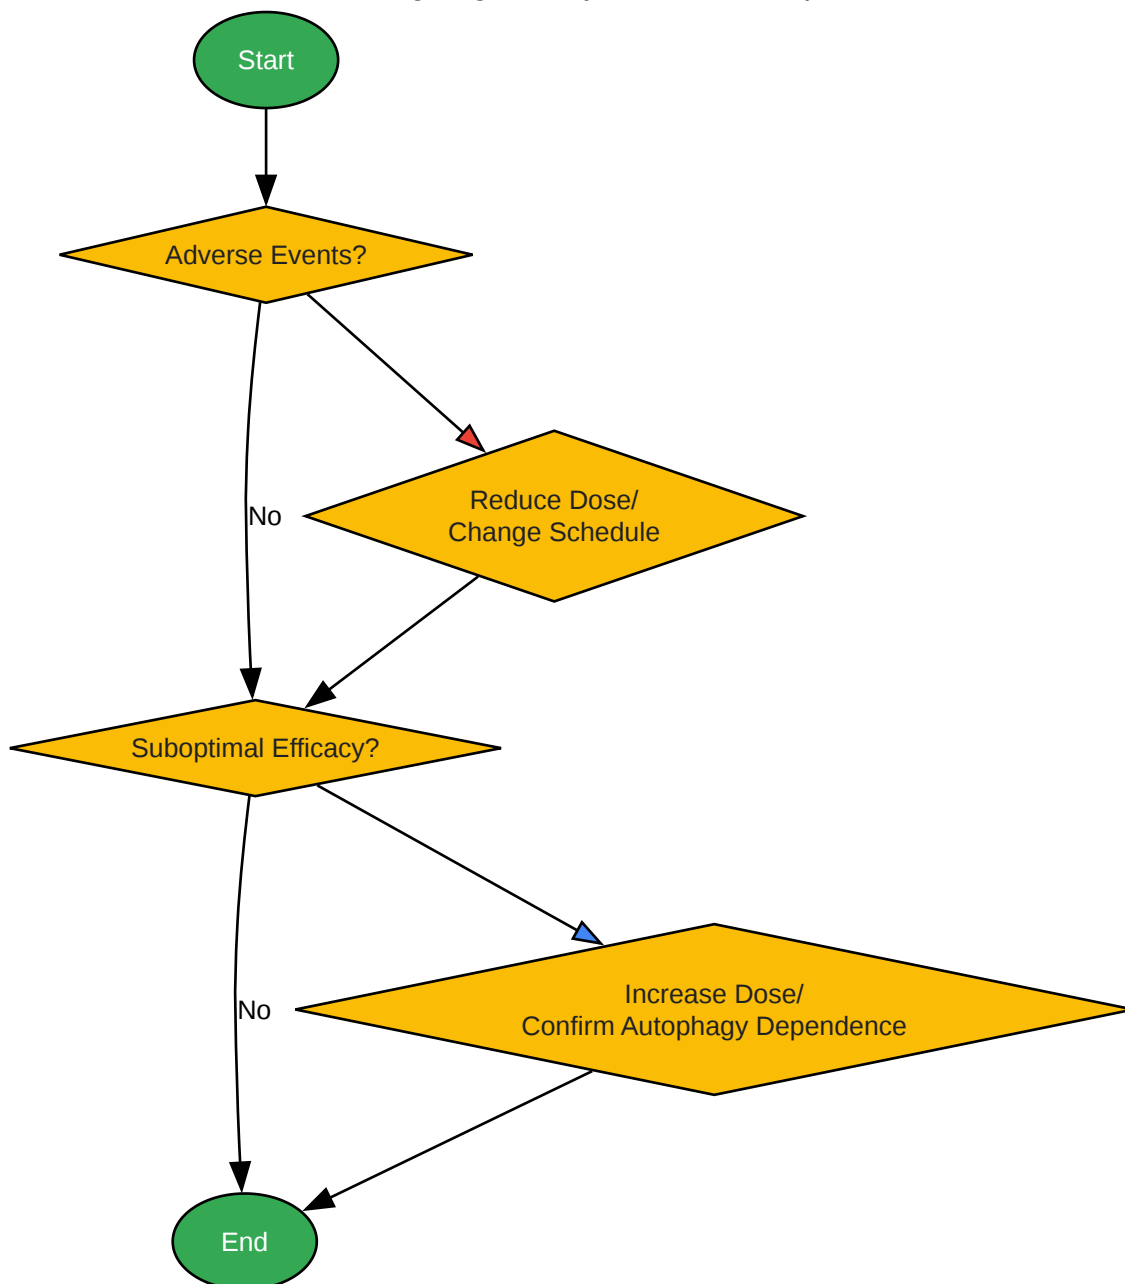 Start
Adverse Events?
Reduce Dose/
Change Schedule
No
Suboptimal Efficacy?
Increase Dose/
Confirm Autophagy Dependence
No
End